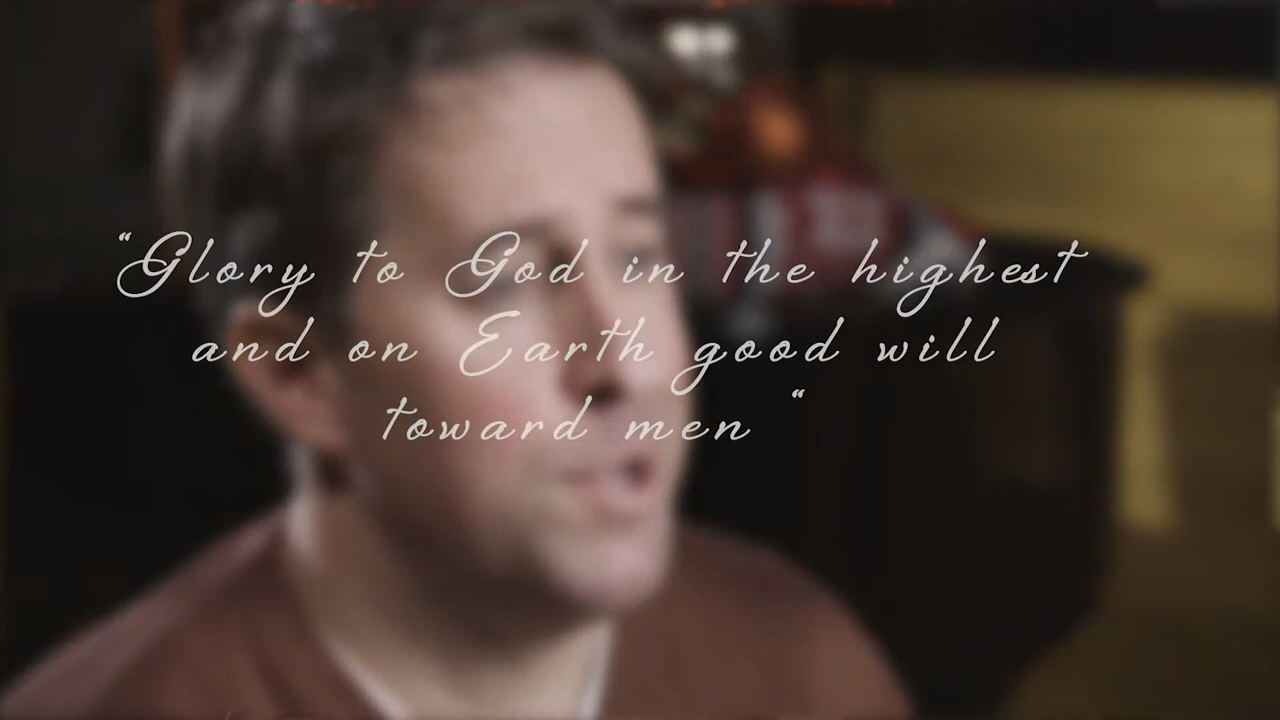 “Glory to God in the highest
and on Earth good will
toward men “